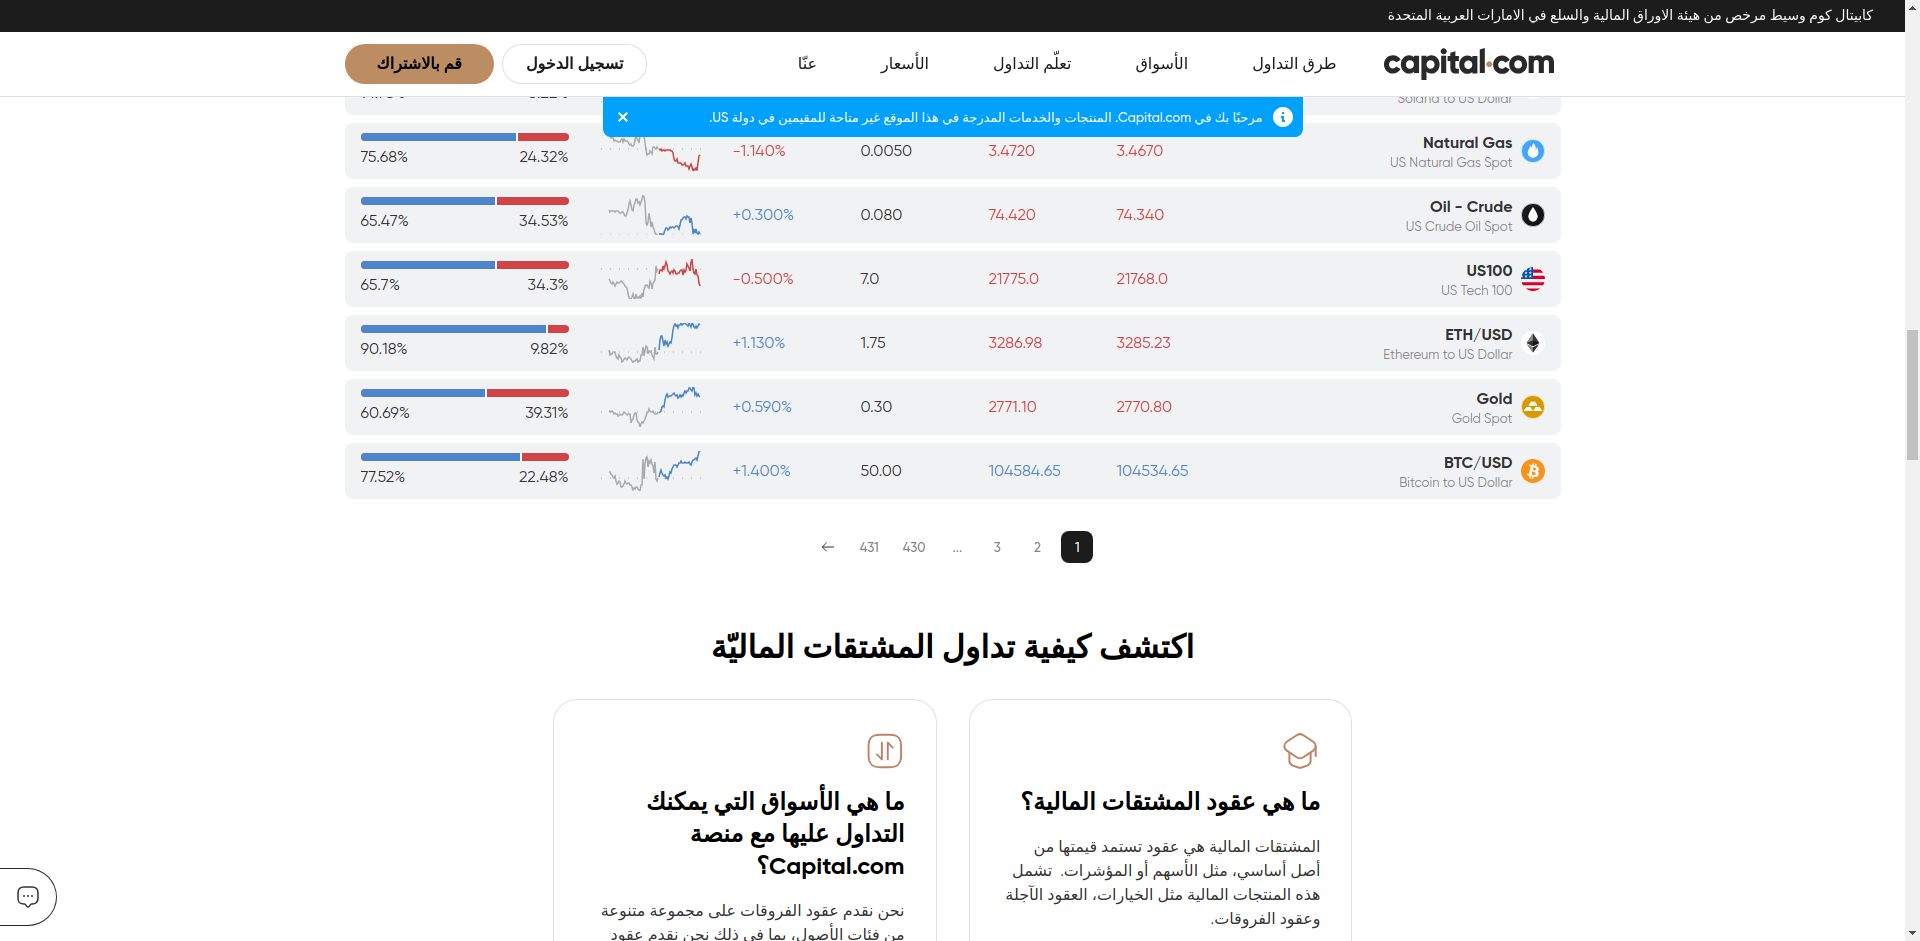 كابيتال كوم وسيط مرخص من هيئة الاوراق المالية والسلع في الامارات العربية المتحدة
capital.com طرق التداول الأسواق تعلّم التداول الأسعار عنّا تسجيل الدخول قم بالاشتراك
مرحبًا بك في Capital.com. المنتجات والخدمات المدرجة في هذا الموقع غير متاحة للمقيمين في دولة US.
Solana to US Dollar
Natural Gas
US Natural Gas Spot
3.4670 3.4720 0.0050 -1.140% 24.32% 75.68%
Oil - Crude
US Crude Oil Spot
74.340 74.420 0.080 +0.300% 34.53% 65.47%
US100
US Tech 100
21768.0 21775.0 7.0 -0.500% 34.3% 65.7%
ETH/USD
Ethereum to US Dollar
3285.23 3286.98 1.75 +1.130% 9.82% 90.18%
Gold
Gold Spot
2770.80 2771.10 0.30 +0.590% 39.31% 60.69%
BTC/USD
Bitcoin to US Dollar
104534.65 104584.65 50.00 +1.400% 22.48% 77.52%
1 2 3 ... 430 431
اكتشف كيفية تداول المشتقات الماليّة
ما هي عقود المشتقات المالية؟
المشتقات المالية هي عقود تستمد قيمتها من
أصل أساسي، مثل الأسهم أو المؤشرات. تشمل
هذه المنتجات المالية مثل الخيارات، العقود الآجلة
وعقود الفروقات.
ما هي الأسواق التي يمكنك
التداول عليها مع منصة
Capital.com؟
نحن نقدم عقود الفروقات على مجموعة متنوعة
من فئات الأصول، بما في ذلك نحن نقدم عقود